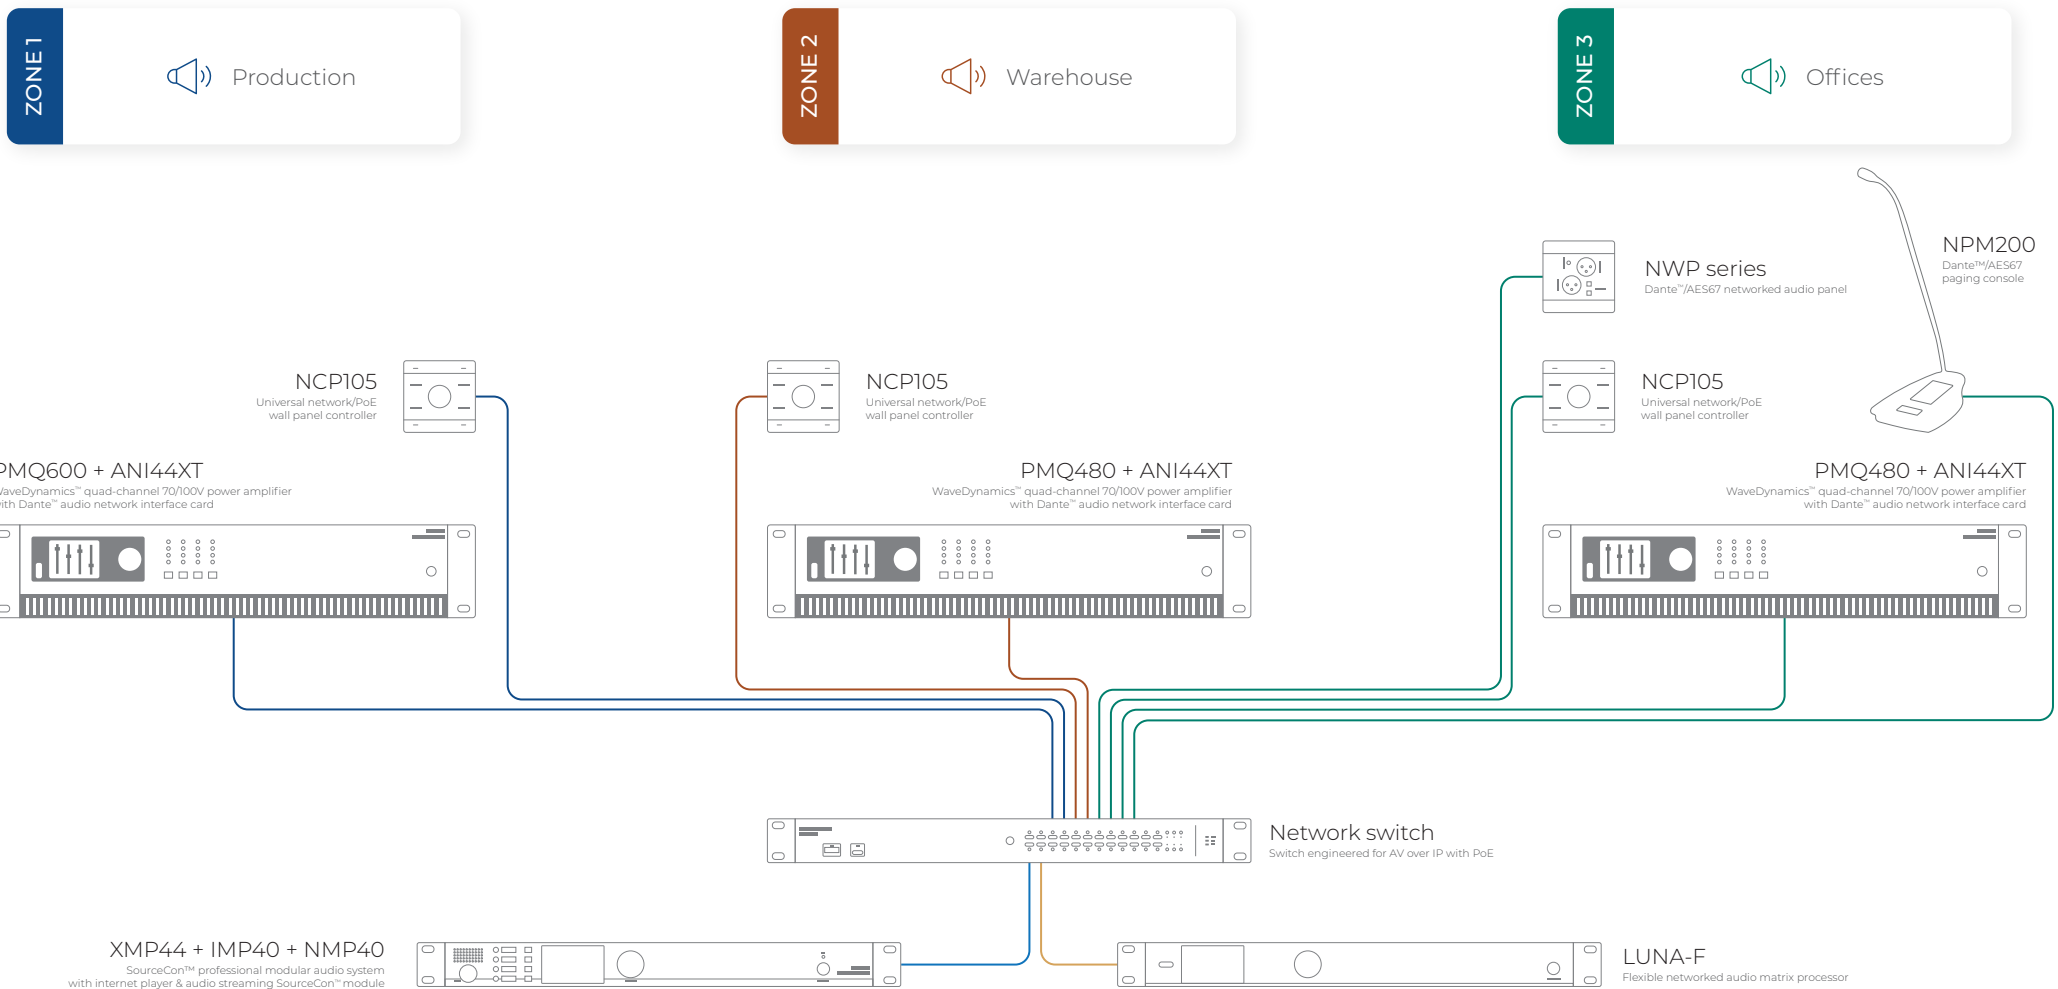 ZONE 1
Production
ZONE 2
Warehouse
ZONE 3
Offices
NPM200
Dante™/AES67
paging console
NWP series
Dante™/AES67 networked audio panel
NCP105
Universal network/PoE
wall panel controller
NCP105
Universal network/PoE
wall panel controller
NCP105
Universal network/PoE
wall panel controller
PMQ600 + ANI44XT
WaveDynamics™ quad-channel 70/100V power amplifier
with Dante™ audio network interface card
PMQ480 + ANI44XT
WaveDynamics™ quad-channel 70/100V power amplifier
with Dante™ audio network interface card
PMQ480 + ANI44XT
WaveDynamics™ quad-channel 70/100V power amplifier
with Dante™ audio network interface card
Network switch
Switch engineered for AV over IP with PoE
XMP44 + IMP40 + NMP40
SourceCon™ professional modular audio system
with internet player & audio streaming SourceCon™ module
LUNA-F
Flexible networked audio matrix processor